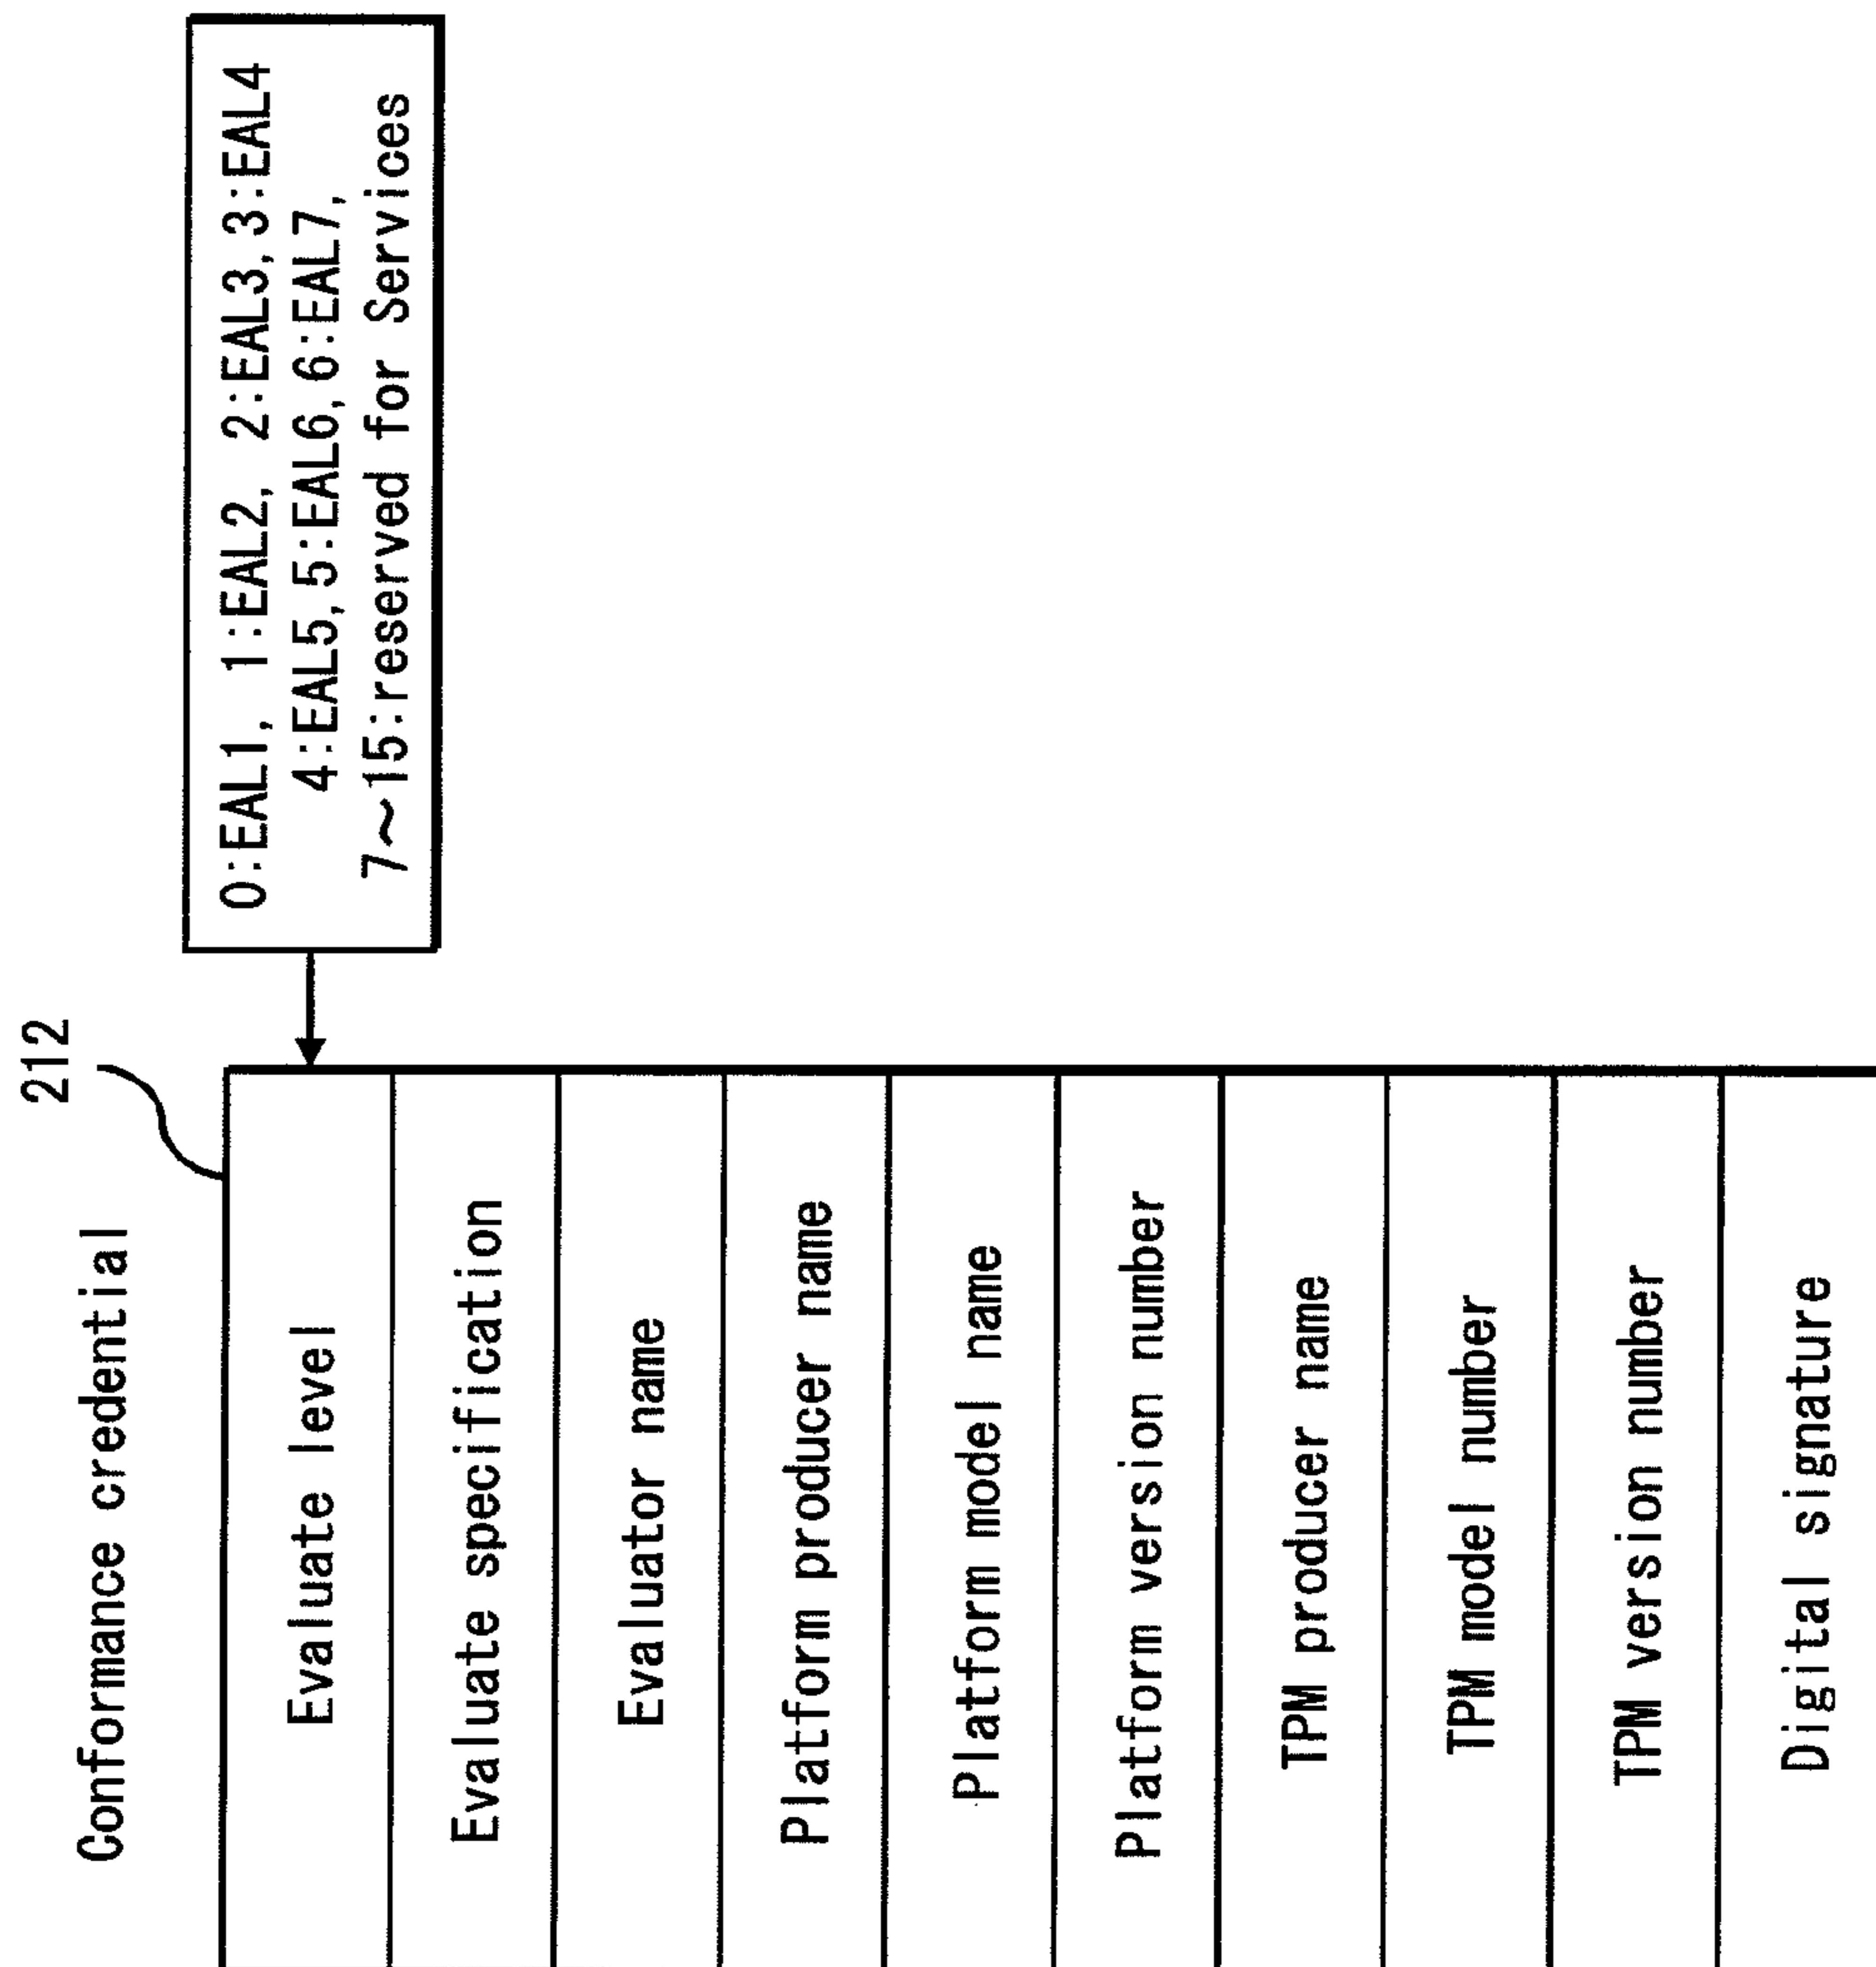 Conformance credential
212
Evaluate level
Evaluate specification
Evaluator name
Platform producer name
Platform model name
Platform version number
TPM producer name
TPM model number
TPM version number
Digital signature
0:EAL1, 1:EAL2, 2:EAL3,3:EAL4
4:EAL5,5:EAL6,6:EAL7,
7~15:reserved for Services